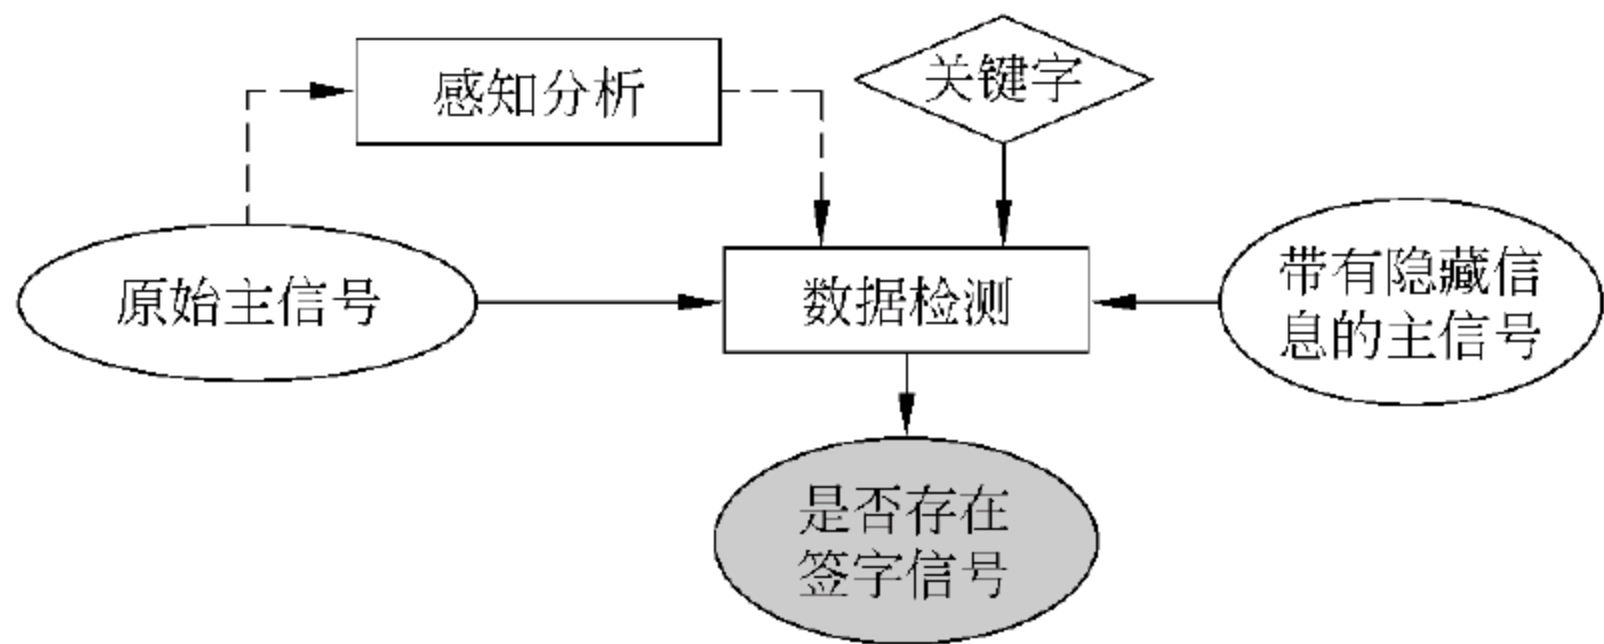 感知分析
关键字
原始主信号
数据检测
带有隐藏信
息的主信号
是否存在
签字信号